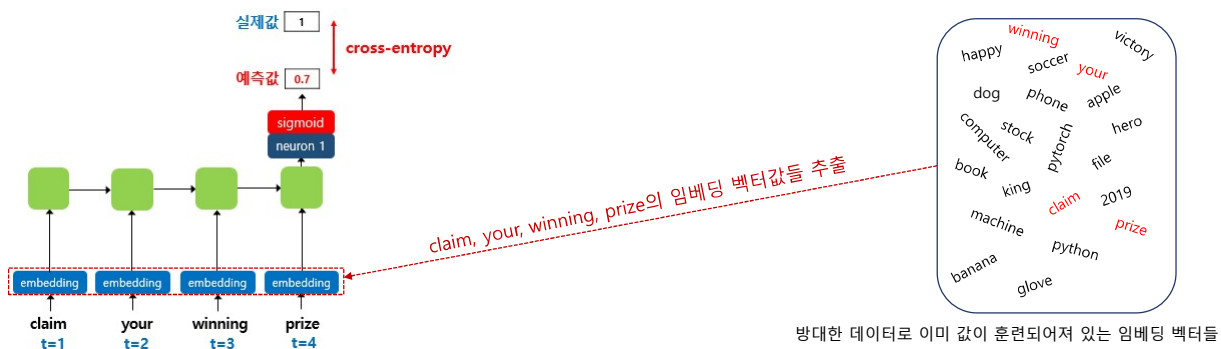 실제값 1
cross-entropy
예측값 0.7
sigmoid
neuron 1
embedding embedding embedding embedding
claim your winning prize
t=1 t=2 t=3 t=4
claim, your, winning, prize의 임베딩 벡터값들 추출
winning
victory
happy
soccer
your
dog
phone
apple
computer
stock
pytorch
hero
book
king
file
claim
2019
machine
prize
python
banana
glove
방대한 데이터로 이미 값이 훈련되어져 있는 임베딩 벡터들